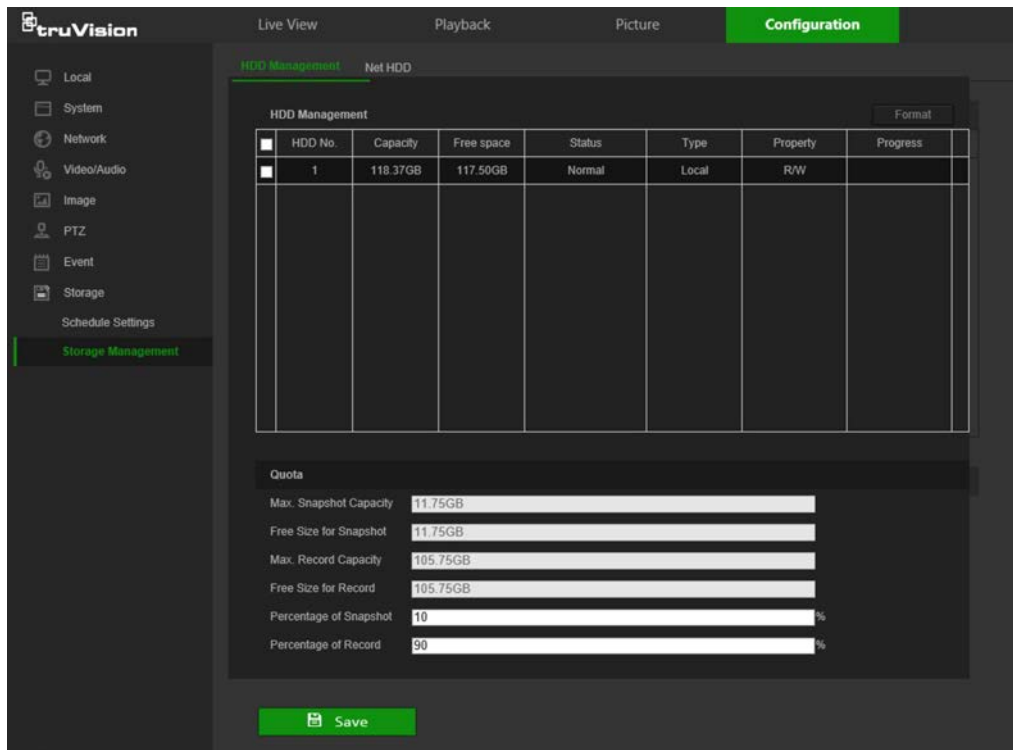 truVision
Live View
Playback
Picture
Configuration
Local
System
Network
Video/Audio
Image
PTZ
Event
Storage
Schedule Settings
Storage Management
HDD Management
Net HDD
HDD Management
Format
HDD No. Capacity Free space Status Type Property Progress
1 118.37GB 117.50GB Normal Local R/W
Quota
Max. Snapshot Capacity 11.75GB
Free Size for Snapshot 11.75GB
Max. Record Capacity 105.75GB
Free Size for Record 105.75GB
Percentage of Snapshot 10 %
Percentage of Record 90 %
Save